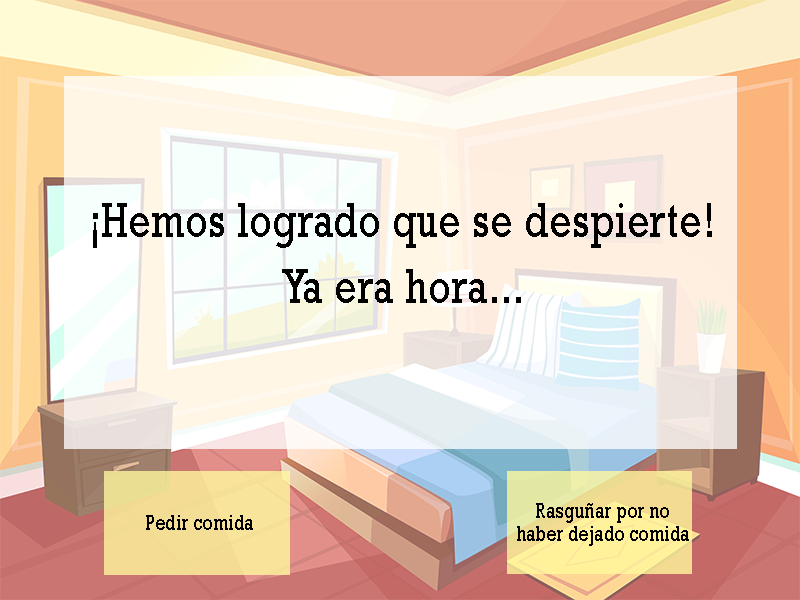 ¡Hemos logrado que se despierte!
Ya era hora...
Pedir comida
Rasguñar por no
haber dejado comida